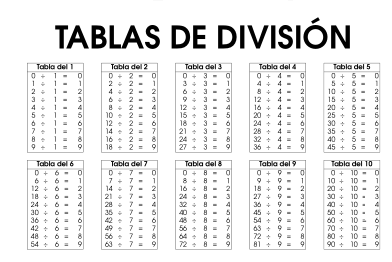 TABLAS DE DIVISIÓN
Tabla del 1
0 ÷ 1 = 0
1 ÷ 1 = 1
2 ÷ 1 = 2
3 ÷ 1 = 3
4 ÷ 1 = 4
5 ÷ 1 = 5
6 ÷ 1 = 6
7 ÷ 1 = 7
8 ÷ 1 = 8
9 ÷ 1 = 9
Tabla del 2
0 ÷ 2 = 0
2 ÷ 2 = 1
4 ÷ 2 = 2
6 ÷ 2 = 3
8 ÷ 2 = 4
10 ÷ 2 = 5
12 ÷ 2 = 6
14 ÷ 2 = 7
16 ÷ 2 = 8
18 ÷ 2 = 9
Tabla del 3
0 ÷ 3 = 0
3 ÷ 3 = 1
6 ÷ 3 = 2
9 ÷ 3 = 3
12 ÷ 3 = 4
15 ÷ 3 = 5
18 ÷ 3 = 6
21 ÷ 3 = 7
24 ÷ 3 = 8
27 ÷ 3 = 9
Tabla del 4
0 ÷ 4 = 0
4 ÷ 4 = 1
8 ÷ 4 = 2
12 ÷ 4 = 3
16 ÷ 4 = 4
20 ÷ 4 = 5
24 ÷ 4 = 6
28 ÷ 4 = 7
32 ÷ 4 = 8
36 ÷ 4 = 9
Tabla del 5
0 ÷ 5 = 0
5 ÷ 5 = 1
10 ÷ 5 = 2
15 ÷ 5 = 3
20 ÷ 5 = 4
25 ÷ 5 = 5
30 ÷ 5 = 6
35 ÷ 5 = 7
40 ÷ 5 = 8
45 ÷ 5 = 9
Tabla del 6
0 ÷ 6 = 0
6 ÷ 6 = 1
12 ÷ 6 = 2
18 ÷ 6 = 3
24 ÷ 6 = 4
30 ÷ 6 = 5
36 ÷ 6 = 6
42 ÷ 6 = 7
48 ÷ 6 = 8
54 ÷ 6 = 9
Tabla del 7
0 ÷ 7 = 0
7 ÷ 7 = 1
14 ÷ 7 = 2
21 ÷ 7 = 3
28 ÷ 7 = 4
35 ÷ 7 = 5
42 ÷ 7 = 6
49 ÷ 7 = 7
56 ÷ 7 = 8
63 ÷ 7 = 9
Tabla del 8
0 ÷ 8 = 0
8 ÷ 8 = 1
16 ÷ 8 = 2
24 ÷ 8 = 3
32 ÷ 8 = 4
40 ÷ 8 = 5
48 ÷ 8 = 6
56 ÷ 8 = 7
64 ÷ 8 = 8
72 ÷ 8 = 9
Tabla del 9
0 ÷ 9 = 0
9 ÷ 9 = 1
18 ÷ 9 = 2
27 ÷ 9 = 3
36 ÷ 9 = 4
45 ÷ 9 = 5
54 ÷ 9 = 6
63 ÷ 9 = 7
72 ÷ 9 = 8
81 ÷ 9 = 9
Tabla del 10
0 ÷ 10 = 0
10 ÷ 10 = 1
20 ÷ 10 = 2
30 ÷ 10 = 3
40 ÷ 10 = 4
50 ÷ 10 = 5
60 ÷ 10 = 6
70 ÷ 10 = 7
80 ÷ 10 = 8
90 ÷ 10 = 9